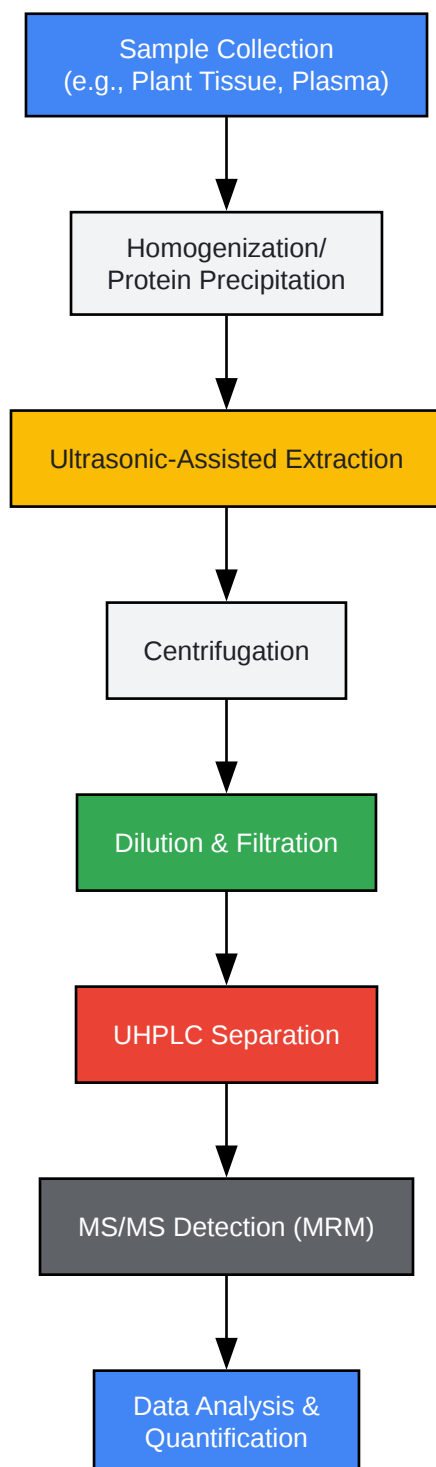 Sample Collection
(e.g., Plant Tissue, Plasma)
Homogenization/
Protein Precipitation
Ultrasonic-Assisted Extraction
Centrifugation
Dilution & Filtration
UHPLC Separation
MS/MS Detection (MRM)
Data Analysis &
Quantification